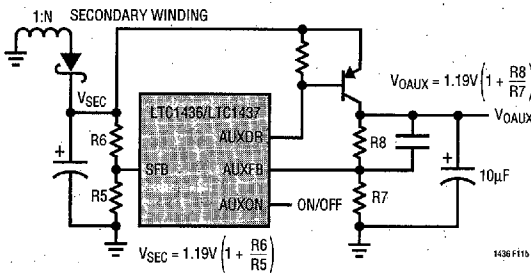 1:N
SECONDARY WINDING
VSEC
R6
R5
LTC1436/LTC1437
AUXDR
SFB
AUXFB
AUXON
ON/OFF
R8
R7
VOAUX = 1.19V(1 + R8/R7)
VOAUX
+
+
10µF
VSEC = 1.19V(1 + R6/R5)
1436 F11b